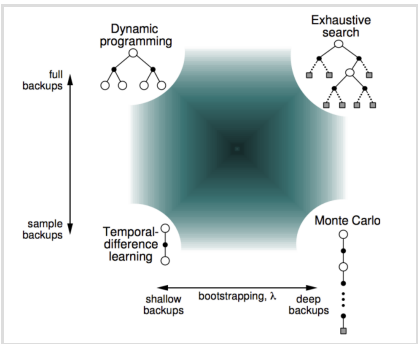 Dynamic
programming
Exhaustive
search
full
backups
sample
backups
Temporal-
difference
learning
Monte Carlo
shallow
backups
bootstrapping, λ
deep
backups